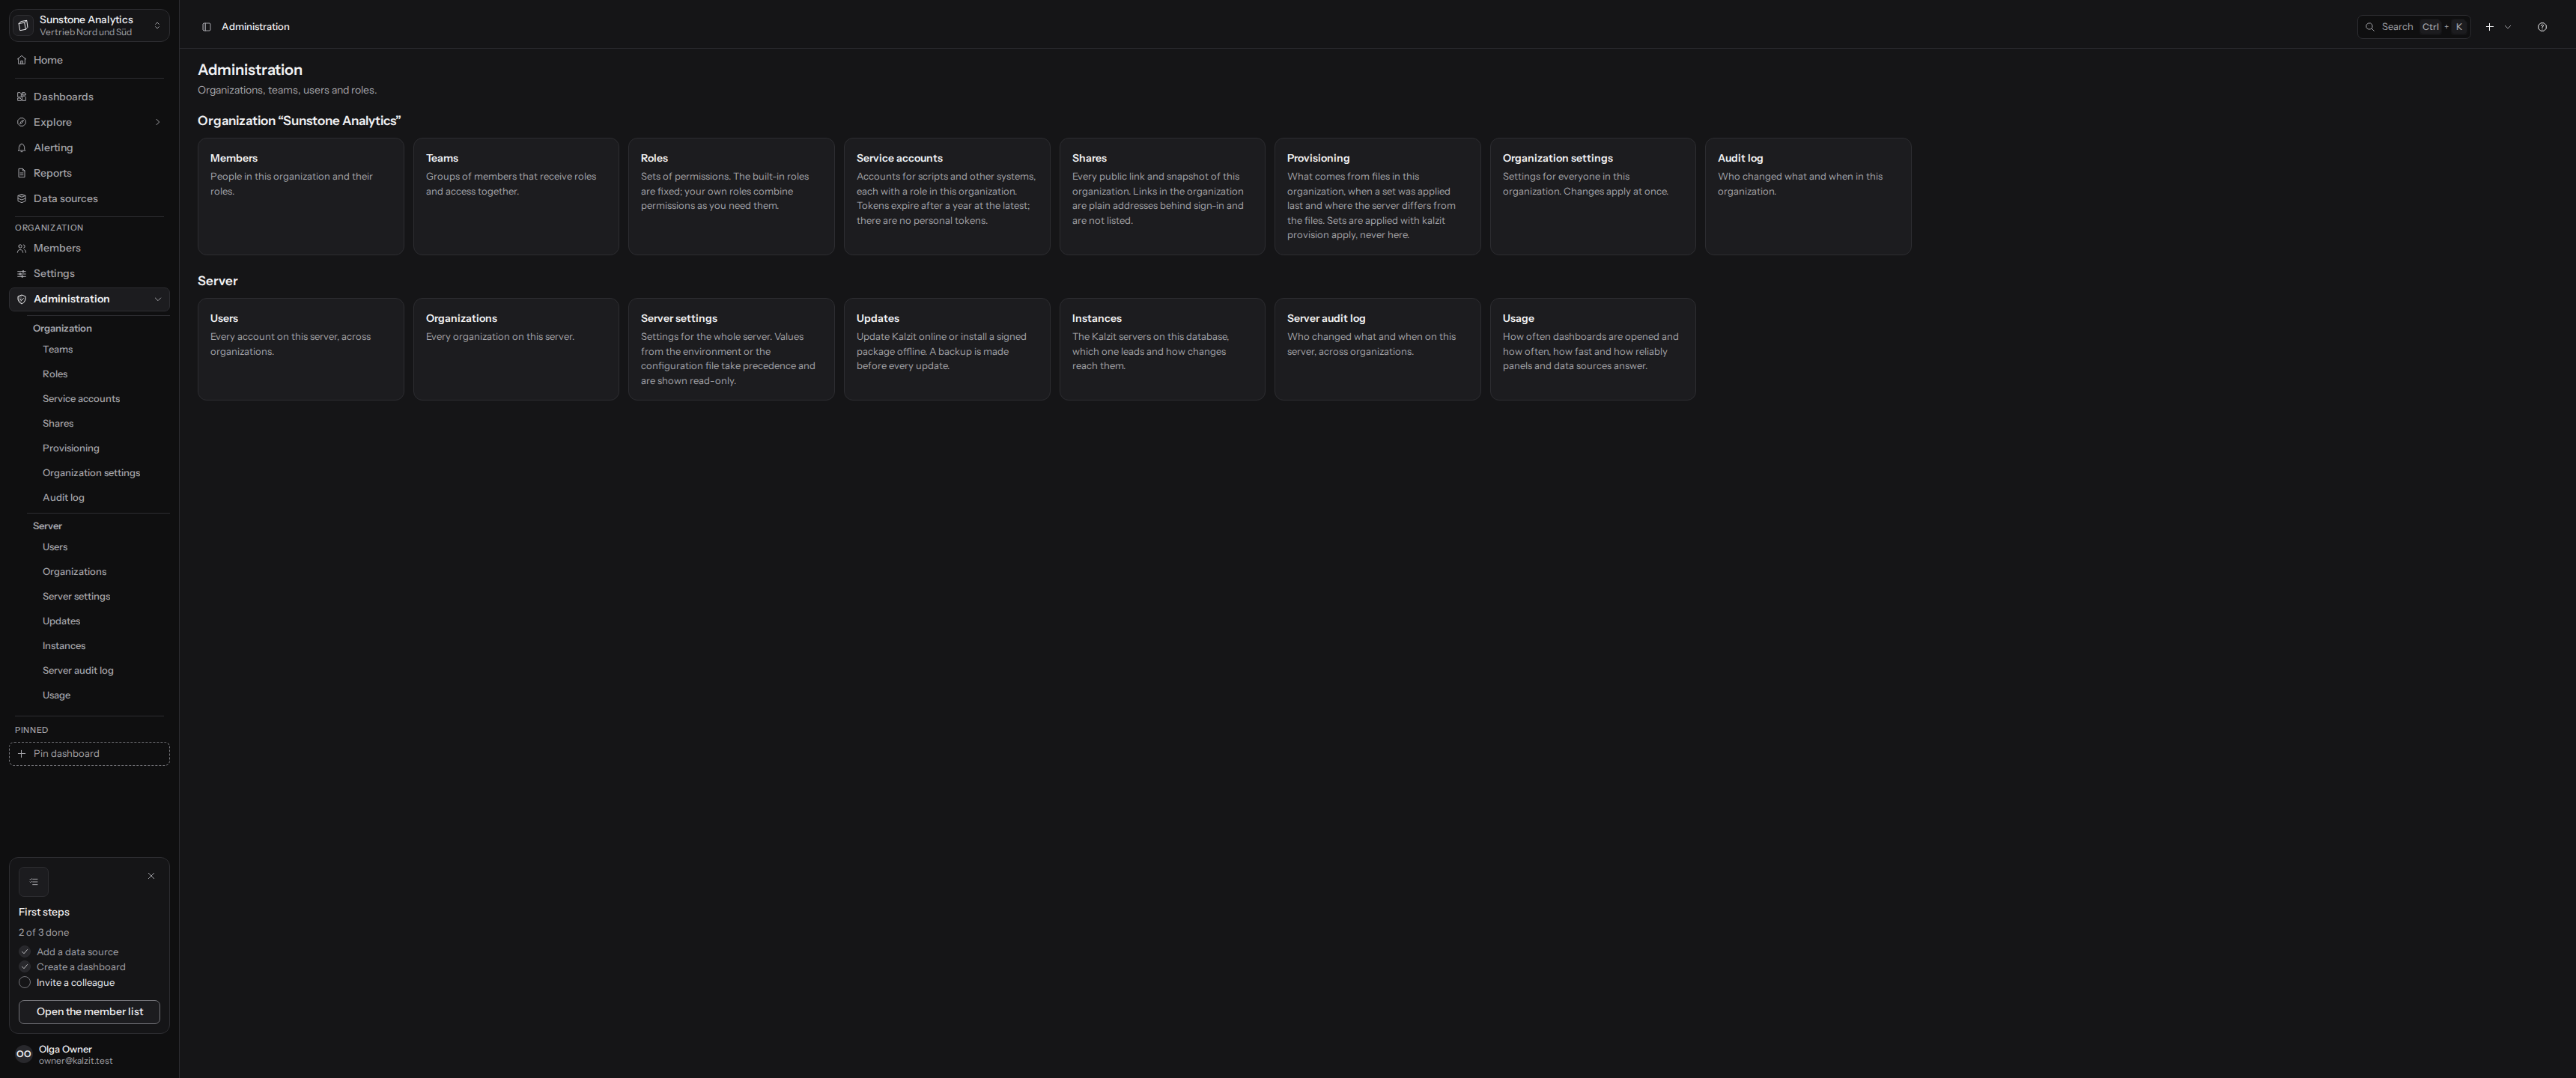 Sunstone Analytics
Vertrieb Nord und Süd
Home
Dashboards
Explore
Alerting
Reports
Data sources
ORGANIZATION
Members
Settings
Administration
Organization
Teams
Roles
Service accounts
Shares
Provisioning
Organization settings
Audit log
Server
Users
Organizations
Server settings
Updates
Instances
Server audit log
Usage
PINNED
Pin dashboard
First steps
2 of 3 done
Add a data source
Create a dashboard
Invite a colleague
Open the member list
OO
Olga Owner
owner@kalzit.test
Administration
Search Ctrl + K
Administration
Organizations, teams, users and roles.
Organization “Sunstone Analytics”
Members
People in this organization and their
roles.
Teams
Groups of members that receive roles
and access together.
Roles
Sets of permissions. The built-in roles
are fixed; your own roles combine
permissions as you need them.
Service accounts
Accounts for scripts and other systems,
each with a role in this organization.
Tokens expire after a year at the latest;
there are no personal tokens.
Shares
Every public link and snapshot of this
organization. Links in the organization
are plain addresses behind sign-in and
are not listed.
Provisioning
What comes from files in this
organization, when a set was applied
last and where the server differs from
the files. Sets are applied with kalzit
provision apply, never here.
Organization settings
Settings for everyone in this
organization. Changes apply at once.
Audit log
Who changed what and when in this
organization.
Server
Users
Every account on this server, across
organizations.
Organizations
Every organization on this server.
Server settings
Settings for the whole server. Values
from the environment or the
configuration file take precedence and
are shown read-only.
Updates
Update Kalzit online or install a signed
package offline. A backup is made
before every update.
Instances
The Kalzit servers on this database,
which one leads and how changes
reach them.
Server audit log
Who changed what and when on this
server, across organizations.
Usage
How often dashboards are opened and
how often, how fast and how reliably
panels and data sources answer.